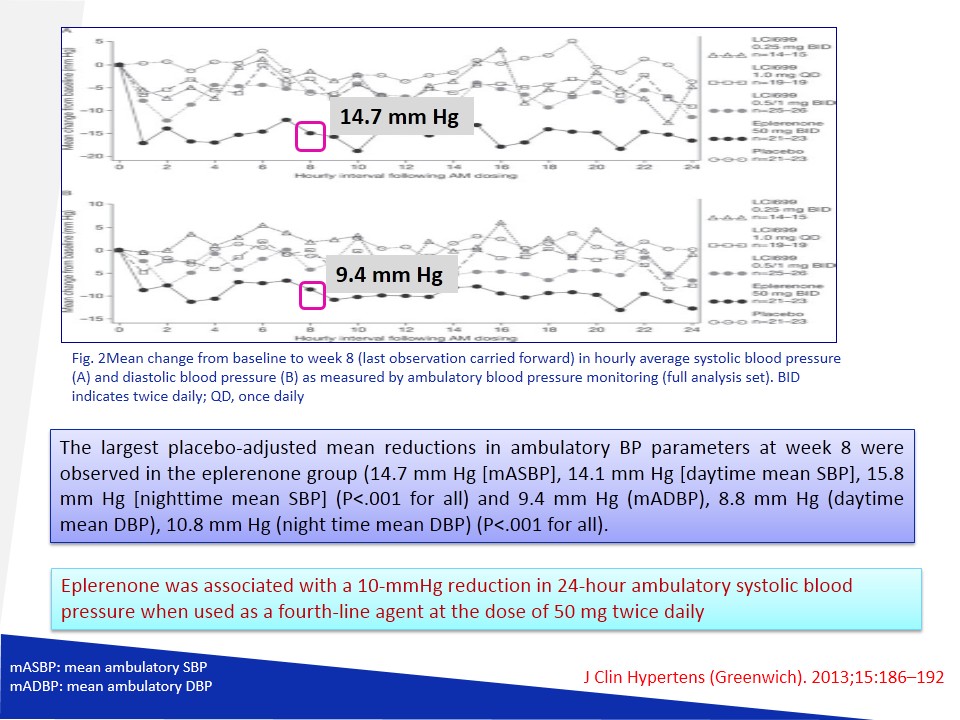 A
5
0
−5
−10
−15
−20
Mean change from baseline (mm Hg)
0 2 4 6 8 10 12 14 16 18 20 22 24
Hourly interval following AM dosing
14.7 mm Hg
LCI699
0.25 mg BID
n=14–15
LCI699
1.0 mg QD
n=19–19
LCI699
0.5/1 mg BID
n=25–26
Eplerenone
50 mg BID
n=21–23
Placebo
n=21–23
B
10
5
0
−5
−10
−15
Mean change from baseline (mm Hg)
0 2 4 6 8 10 12 14 16 18 20 22 24
Hourly interval following AM dosing
9.4 mm Hg
LCI699
0.25 mg BID
n=14–15
LCI699
1.0 mg QD
n=19–19
LCI699
0.5/1 mg BID
n=25–26
Eplerenone
50 mg BID
n=21–23
Placebo
n=21–23
Fig. 2Mean change from baseline to week 8 (last observation carried forward) in hourly average systolic blood pressure
(A) and diastolic blood pressure (B) as measured by ambulatory blood pressure monitoring (full analysis set). BID
indicates twice daily; QD, once daily
The largest placebo-adjusted mean reductions in ambulatory BP parameters at week 8 were
observed in the eplerenone group (14.7 mm Hg [mASBP], 14.1 mm Hg [daytime mean SBP], 15.8
mm Hg [nighttime mean SBP] (P<.001 for all) and 9.4 mm Hg (mADBP), 8.8 mm Hg (daytime
mean DBP), 10.8 mm Hg (night time mean DBP) (P<.001 for all).
Eplerenone was associated with a 10-mmHg reduction in 24-hour ambulatory systolic blood
pressure when used as a fourth-line agent at the dose of 50 mg twice daily
mASBP: mean ambulatory SBP
mADBP: mean ambulatory DBP
J Clin Hypertens (Greenwich). 2013;15:186–192